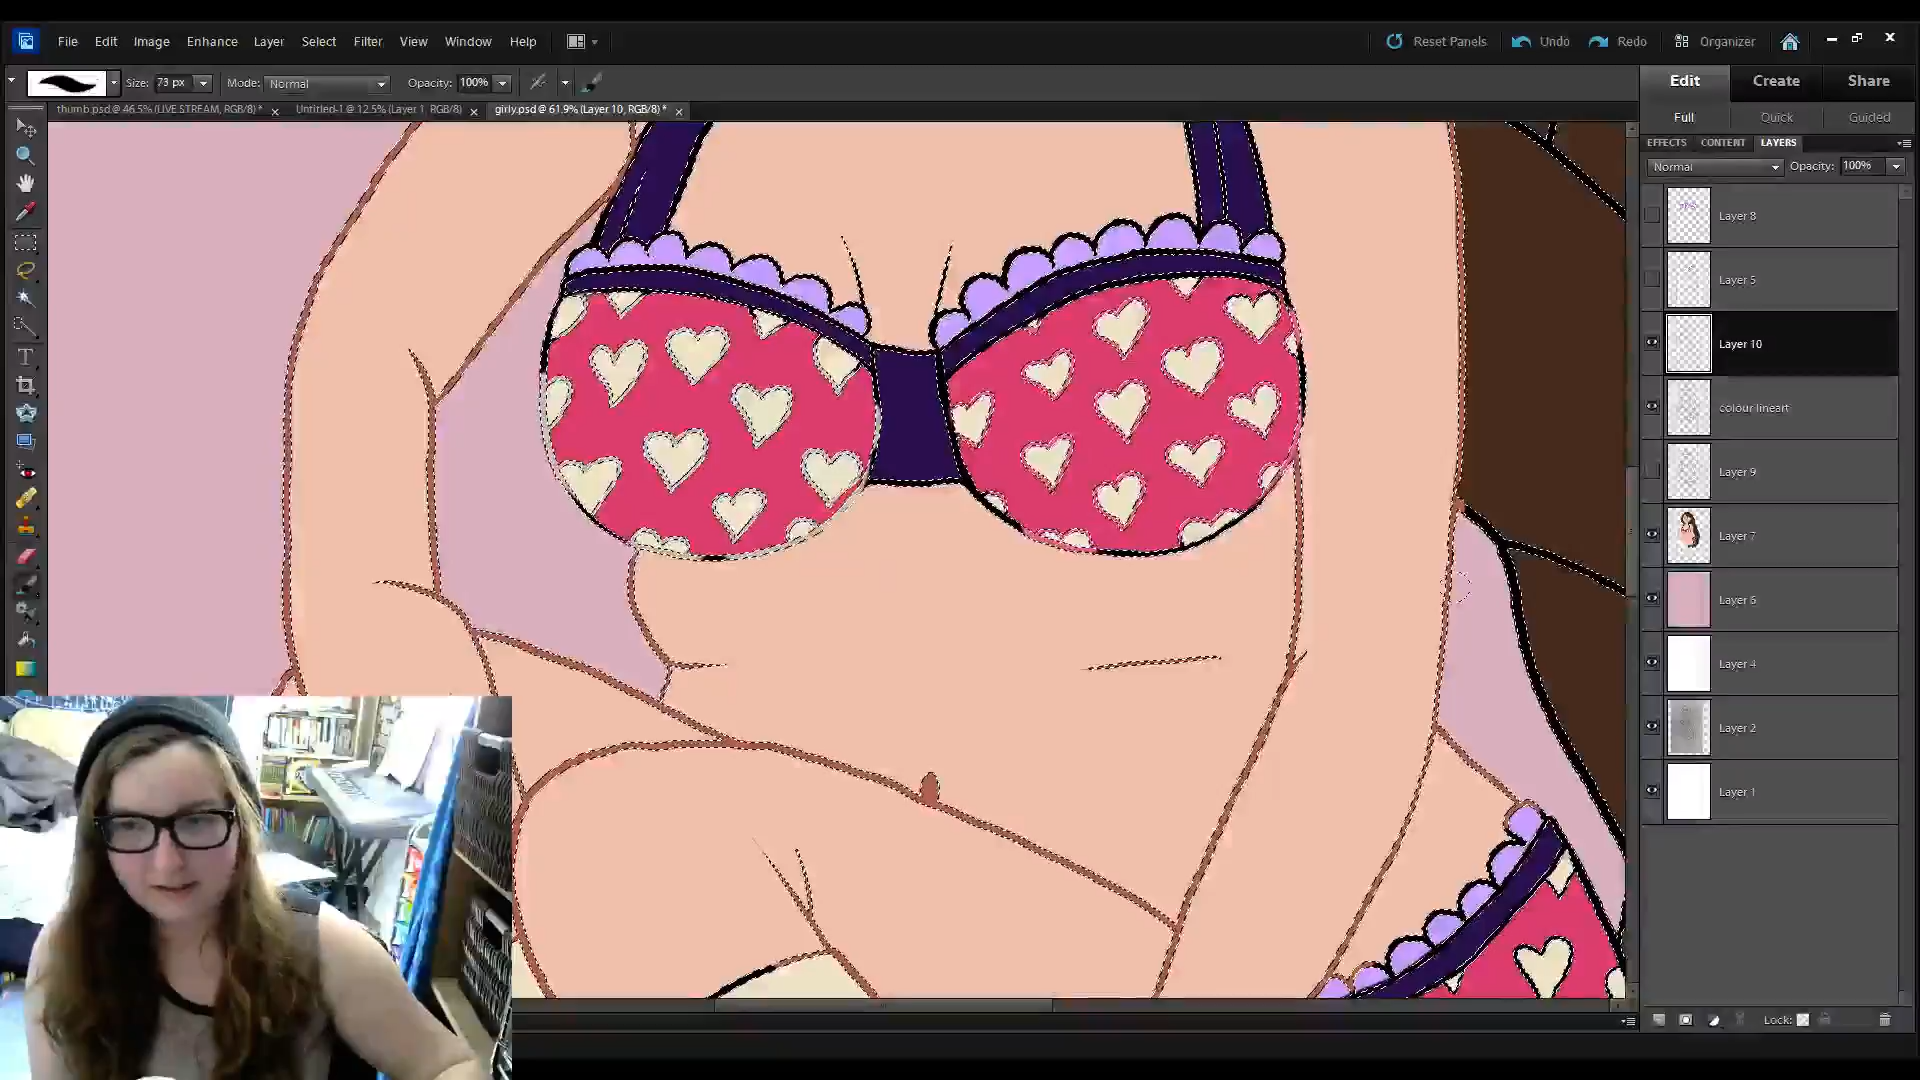 File Edit Image Enhance Layer Select Filter View Window Help
Reset Panels Undo Redo Organizer
Size: 73 px Mode: Normal Opacity: 100%
Edit Create Share
thumb.psd @ 46.5% (LIVE STREAM, RGB/8) * Untitled-1 @ 12.5% (Layer 1, RGB/8) girly.psd @ 61.9% (Layer 10, RGB/8) *
Full Quick Guided
EFFECTS CONTENT LAYERS
Normal Opacity: 100%
Layer 8
Layer 5
Layer 10
colour lineart
Layer 9
Layer 7
Layer 6
Layer 4
Layer 2
Layer 1
Lock: